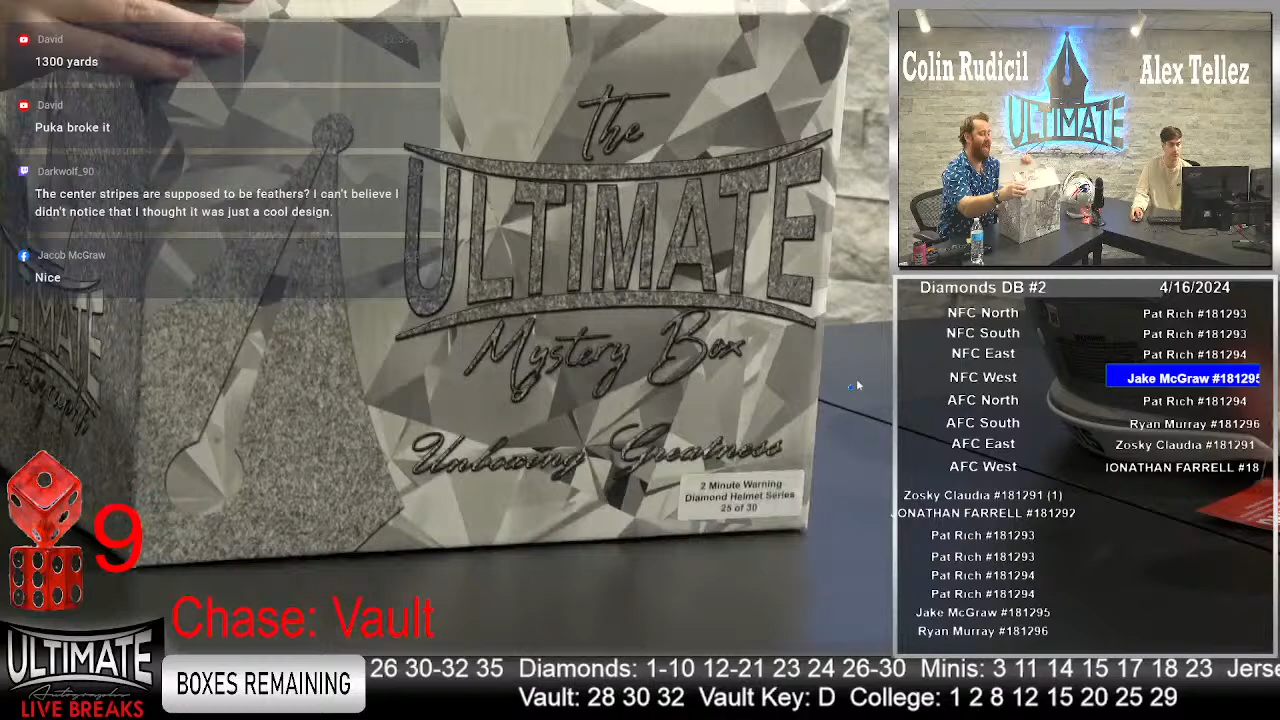 David
1300 yards
David
Puka broke it
Darkwolf_90
The center stripes are supposed to be feathers? I can't believe I
didn't notice that I thought it was just a cool design.
Jacob McGraw
Nice
The
ULTIMATE
Mystery Box
Unboxing Greatness
2 Minute Warning
Diamond Helmet Series
25 of 30
9
Chase: Vault
ULTIMATE
Autographs
LIVE BREAKS
BOXES REMAINING
26 30-32 35 Diamonds: 1-10 12-21 23 24 26-30 Minis: 3 11 14 15 17 18 23 Jerse
Vault: 28 30 32 Vault Key: D College: 1 2 8 12 15 20 25 29
Colin Rudicil
Alex Tellez
ULTIMATE
Diamonds DB #2 4/16/2024
NFC North Pat Rich #181293
NFC South Pat Rich #181293
NFC East Pat Rich #181294
NFC West Jake McGraw #181295
AFC North Pat Rich #181294
AFC South Ryan Murray #181296
AFC East Zosky Claudia #181291
AFC West JONATHAN FARRELL #18
Zosky Claudia #181291 (1)
JONATHAN FARRELL #181292
Pat Rich #181293
Pat Rich #181293
Pat Rich #181294
Pat Rich #181294
Jake McGraw #181295
Ryan Murray #181296